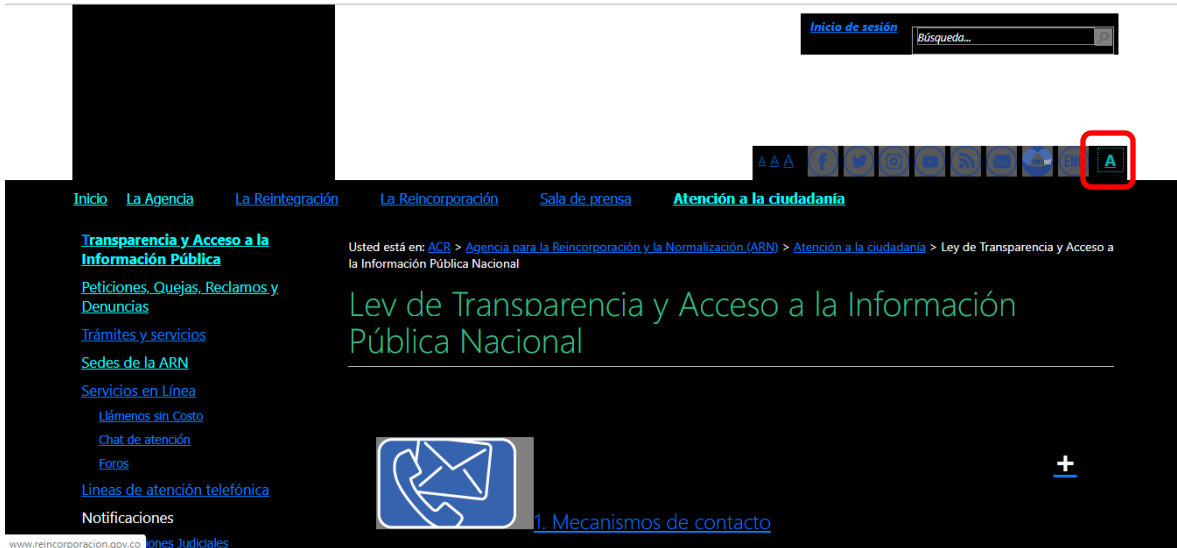 Inicio de sesión
Búsqueda...
A A A
A
Inicio La Agencia La Reintegración La Reincorporación Sala de prensa Atención a la ciudadanía
Transparencia y Acceso a la
Información Pública
Peticiones, Quejas, Reclamos y
Denuncias
Trámites y servicios
Sedes de la ARN
Servicios en Línea
Llámenos sin Costo
Chat de atención
Foros
Lineas de atención telefónica
Notificaciones
ones Judiciales
www.reincorporacion.gov.co
Usted está en: ACR > Agencia para la Reincorporación y la Normalización (ARN) > Atención a la ciudadanía > Ley de Transparencia y Acceso a
la Información Pública Nacional
Ley de Transparencia y Acceso a la Información
Pública Nacional
+
1. Mecanismos de contacto